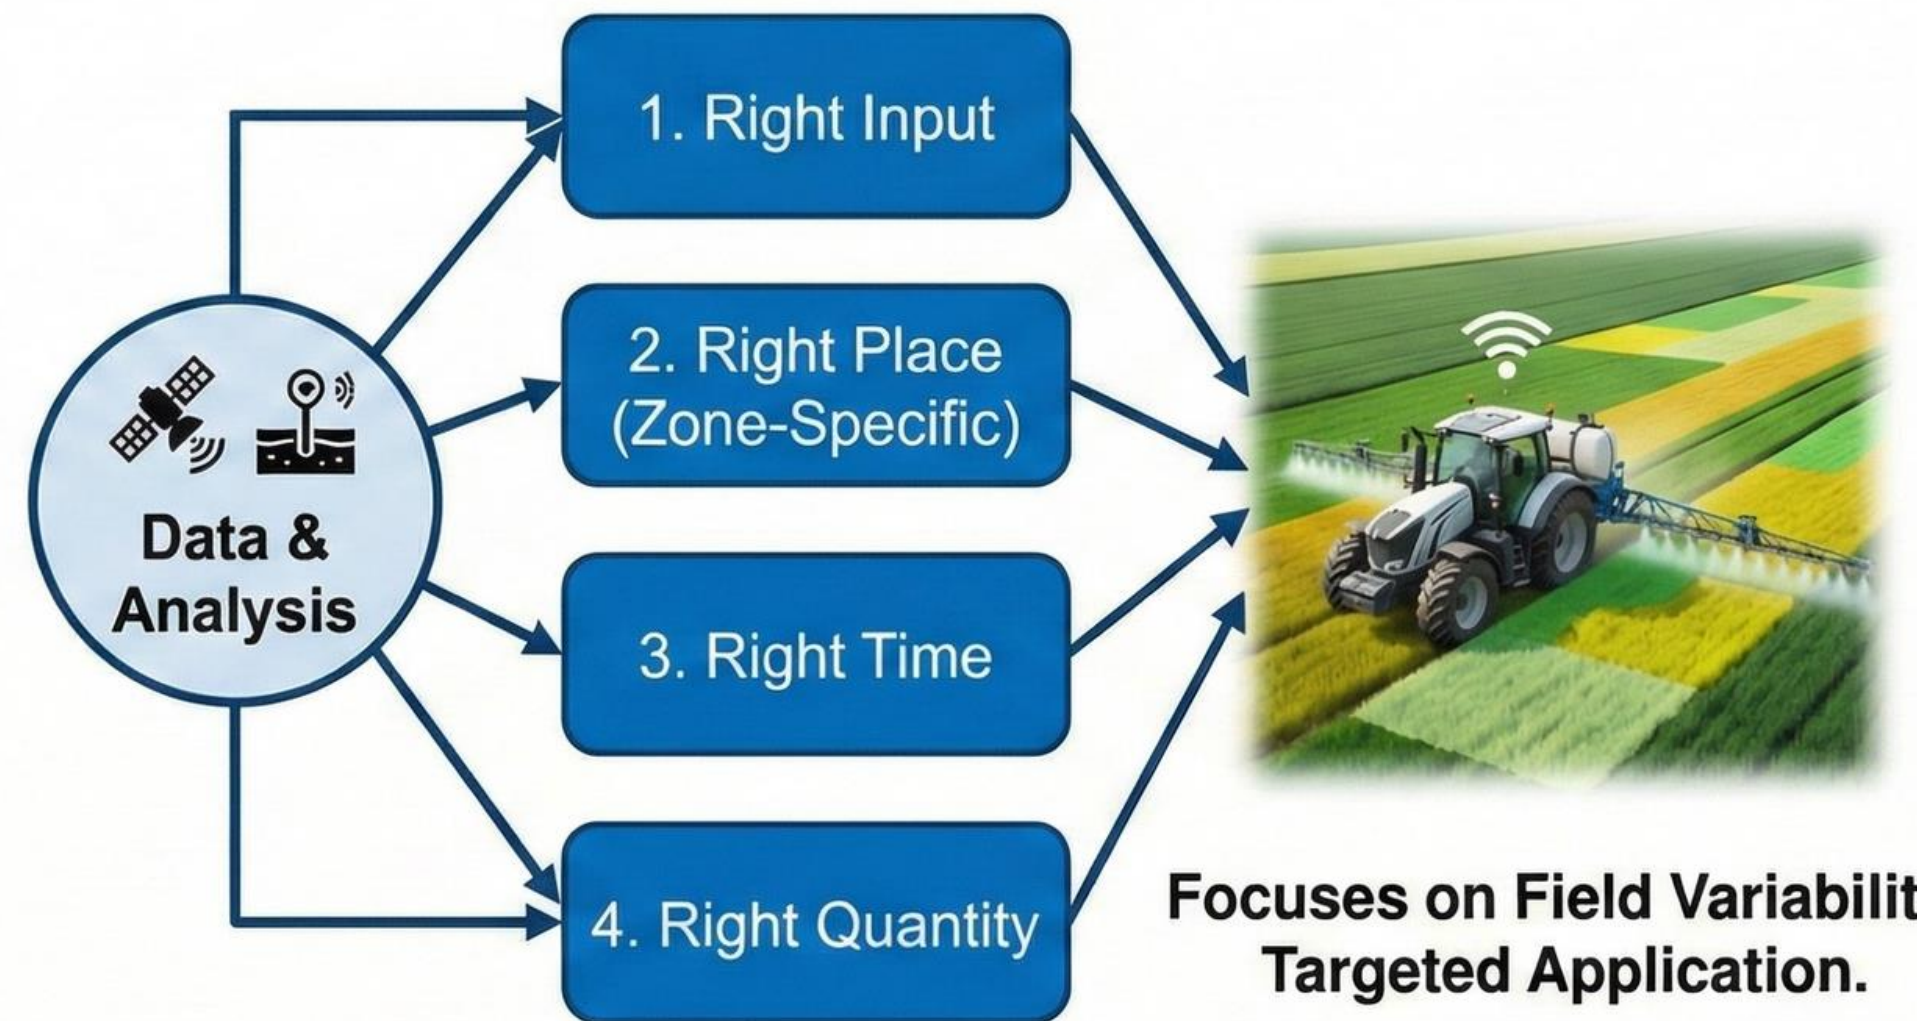 Data &
Analysis
1. Right Input
2. Right Place
(Zone-Specific)
3. Right Time
4. Right Quantity
Focuses on Field Variabilit
Targeted Application.